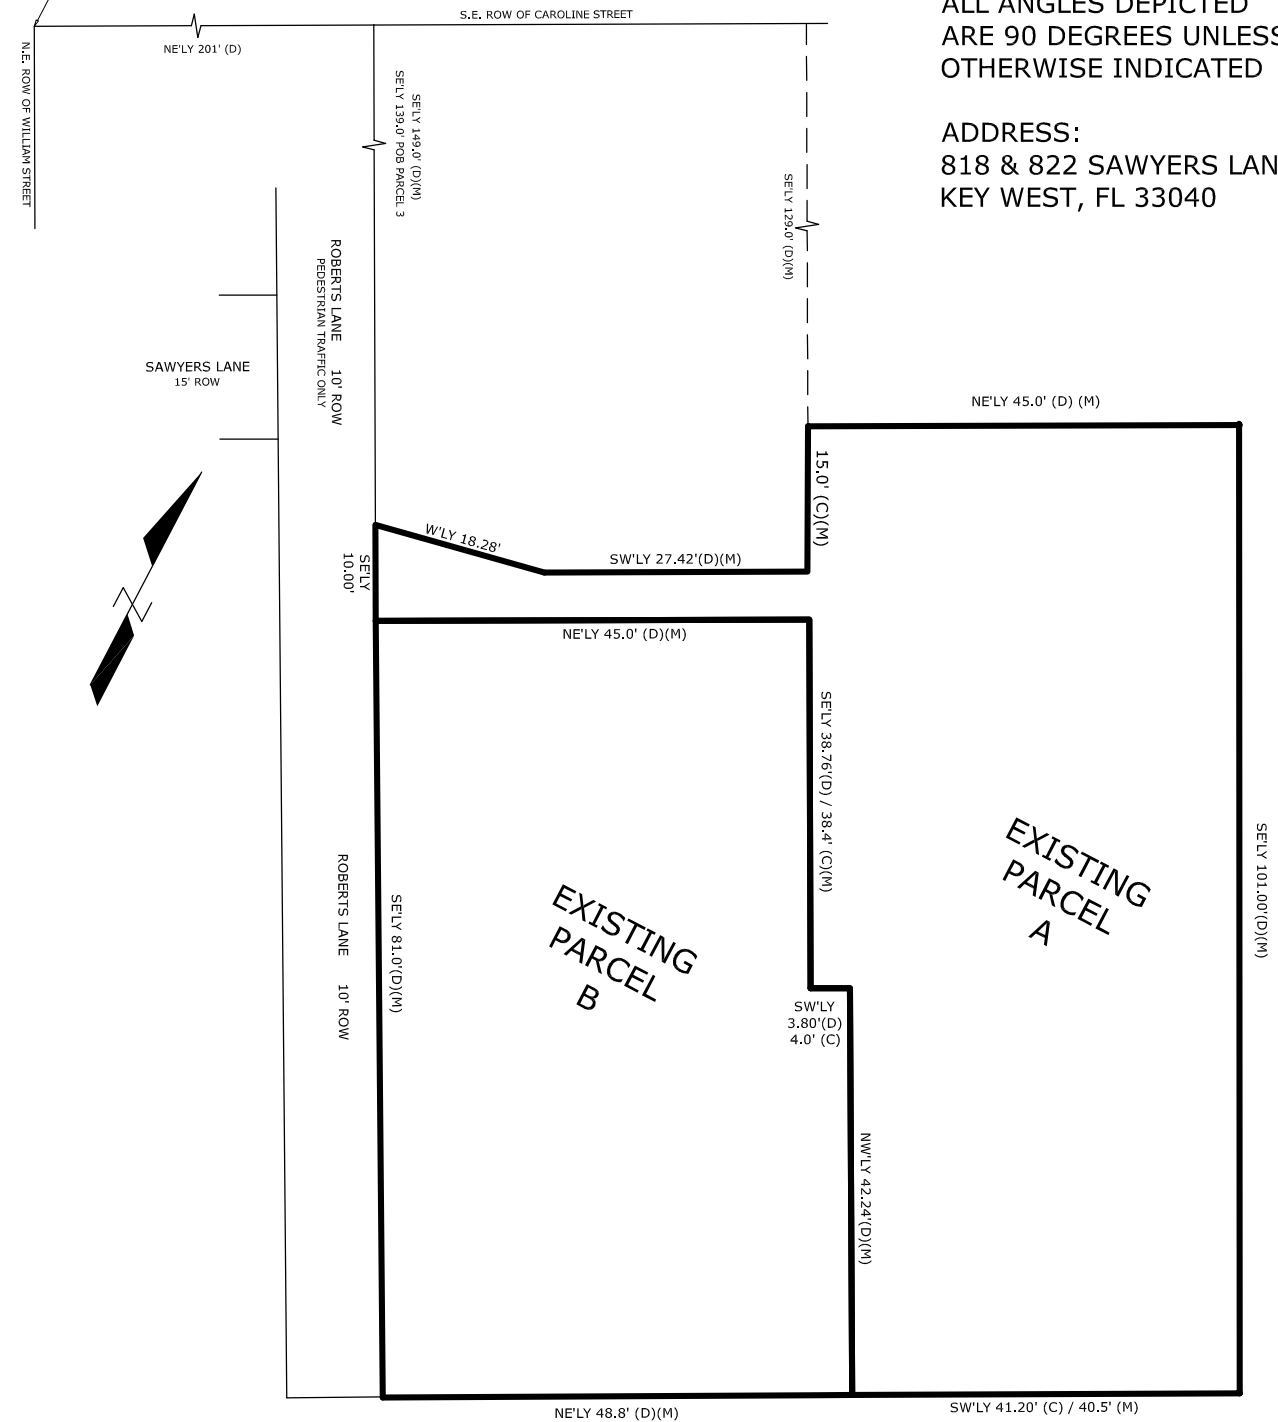 S.E. ROW OF CAROLINE STREET
NE'LY 201' (D)
N.E. ROW OF WILLIAM STREET
SE'LY 149.0' (D)(M)
SE'LY 139.0' POB PARCEL 3
SE'LY 129.0' (D)(M)
ALL ANGLES DEPICTED
ARE 90 DEGREES UNLESS
OTHERWISE INDICATED
ADDRESS:
818 & 822 SAWYERS LAN
KEY WEST, FL 33040
ROBERTS LANE 10' ROW
PEDESTRIAN TRAFFIC ONLY
SAWYERS LANE
15' ROW
NE'LY 45.0' (D) (M)
15.0' (C)(M)
W'LY 18.28'
SW'LY 27.42'(D)(M)
SE'LY
10.00'
NE'LY 45.0' (D)(M)
SE'LY 38.76'(D) / 38.4' (C)(M)
EXISTING
PARCEL
A
SE'LY 101.00'(D)(M)
ROBERTS LANE 10' ROW
SE'LY 81.0'(D)(M)
EXISTING
PARCEL
B
SW'LY
3.80'(D)
4.0' (C)
NW'LY 42.24'(D)(M)
NE'LY 48.8' (D)(M)
SW'LY 41.20' (C) / 40.5' (M)